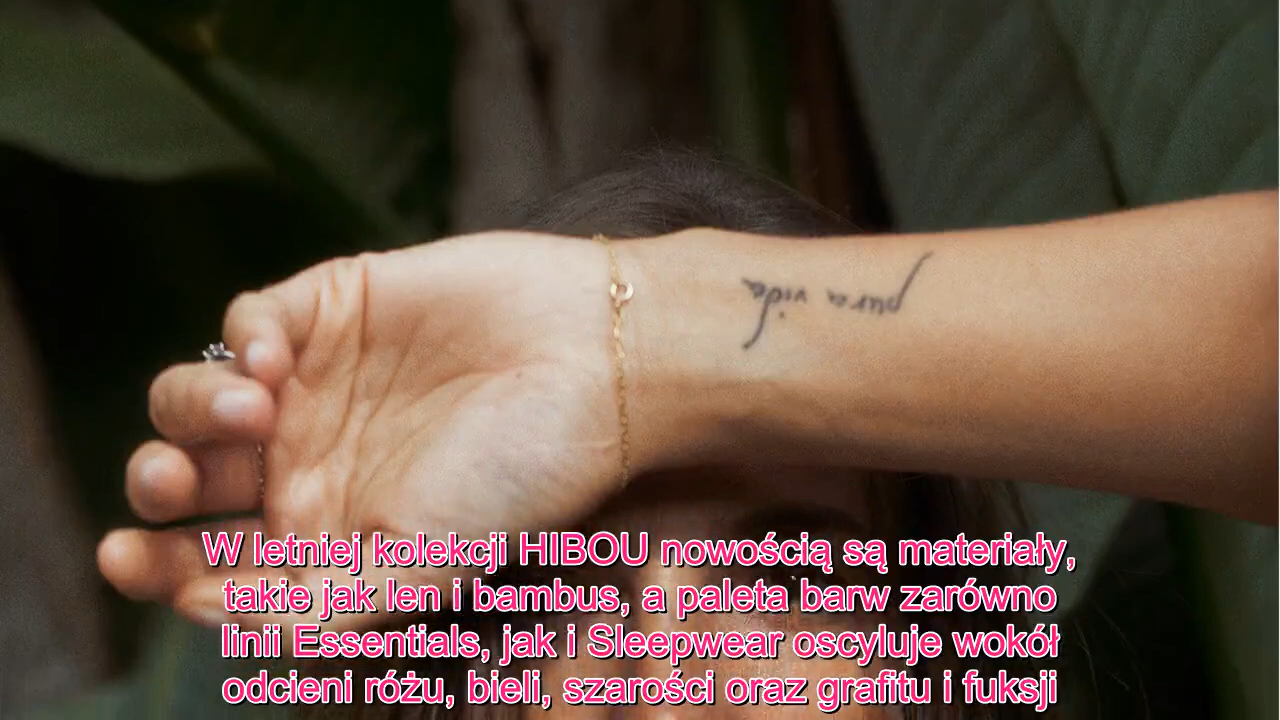 pura vida
W letniej kolekcji HIBOU nowością są materiały,
takie jak len i bambus, a paleta barw zarówno
linii Essentials, jak i Sleepwear oscyluje wokół
odcieni różu, bieli, szarości oraz grafitu i fuksji